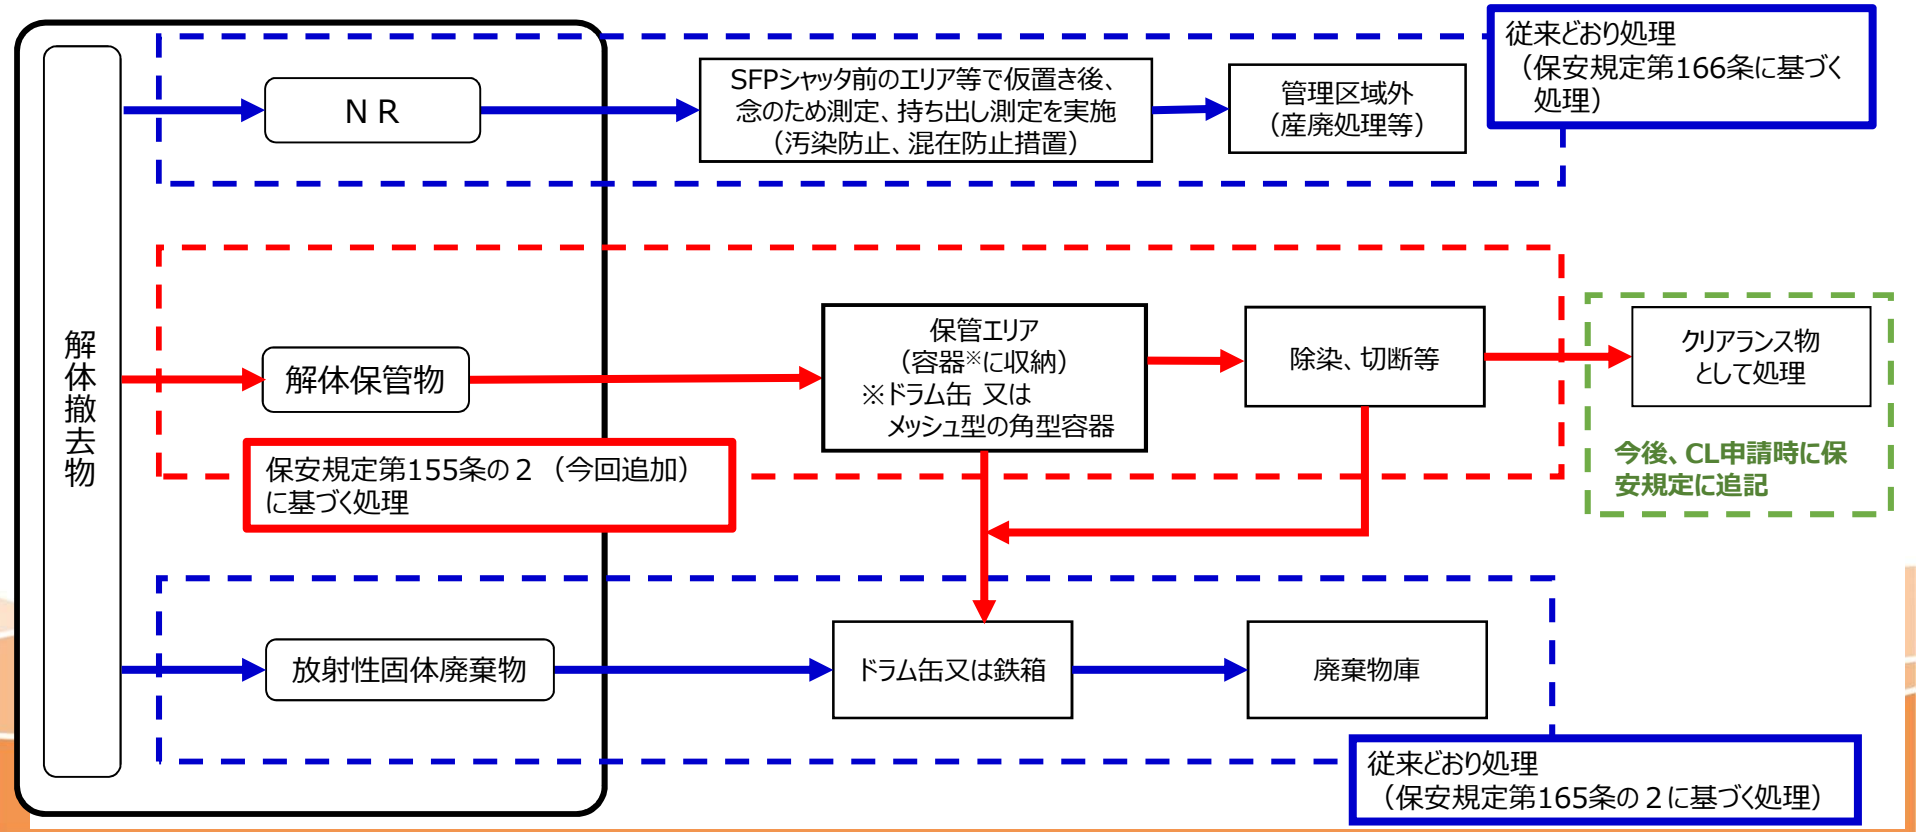 従来どおり処理
（保安規定第166条に基づく
処理）
ＮＲ
SFPシャッタ前のエリア等で仮置き後、
念のため測定、持ち出し測定を実施
（汚染防止、混在防止措置）
管理区域外
（産廃処理等）
解体撤去物
解体保管物
保管エリア
（容器※に収納）
※ドラム缶 又は
メッシュ型の角型容器
除染、切断等
クリアランス物
として処理
今後、CL申請時に保
安規定に追記
保安規定第155条の２（今回追加）
に基づく処理
放射性固体廃棄物
ドラム缶又は鉄箱
廃棄物庫
従来どおり処理
（保安規定第165条の２に基づく処理）